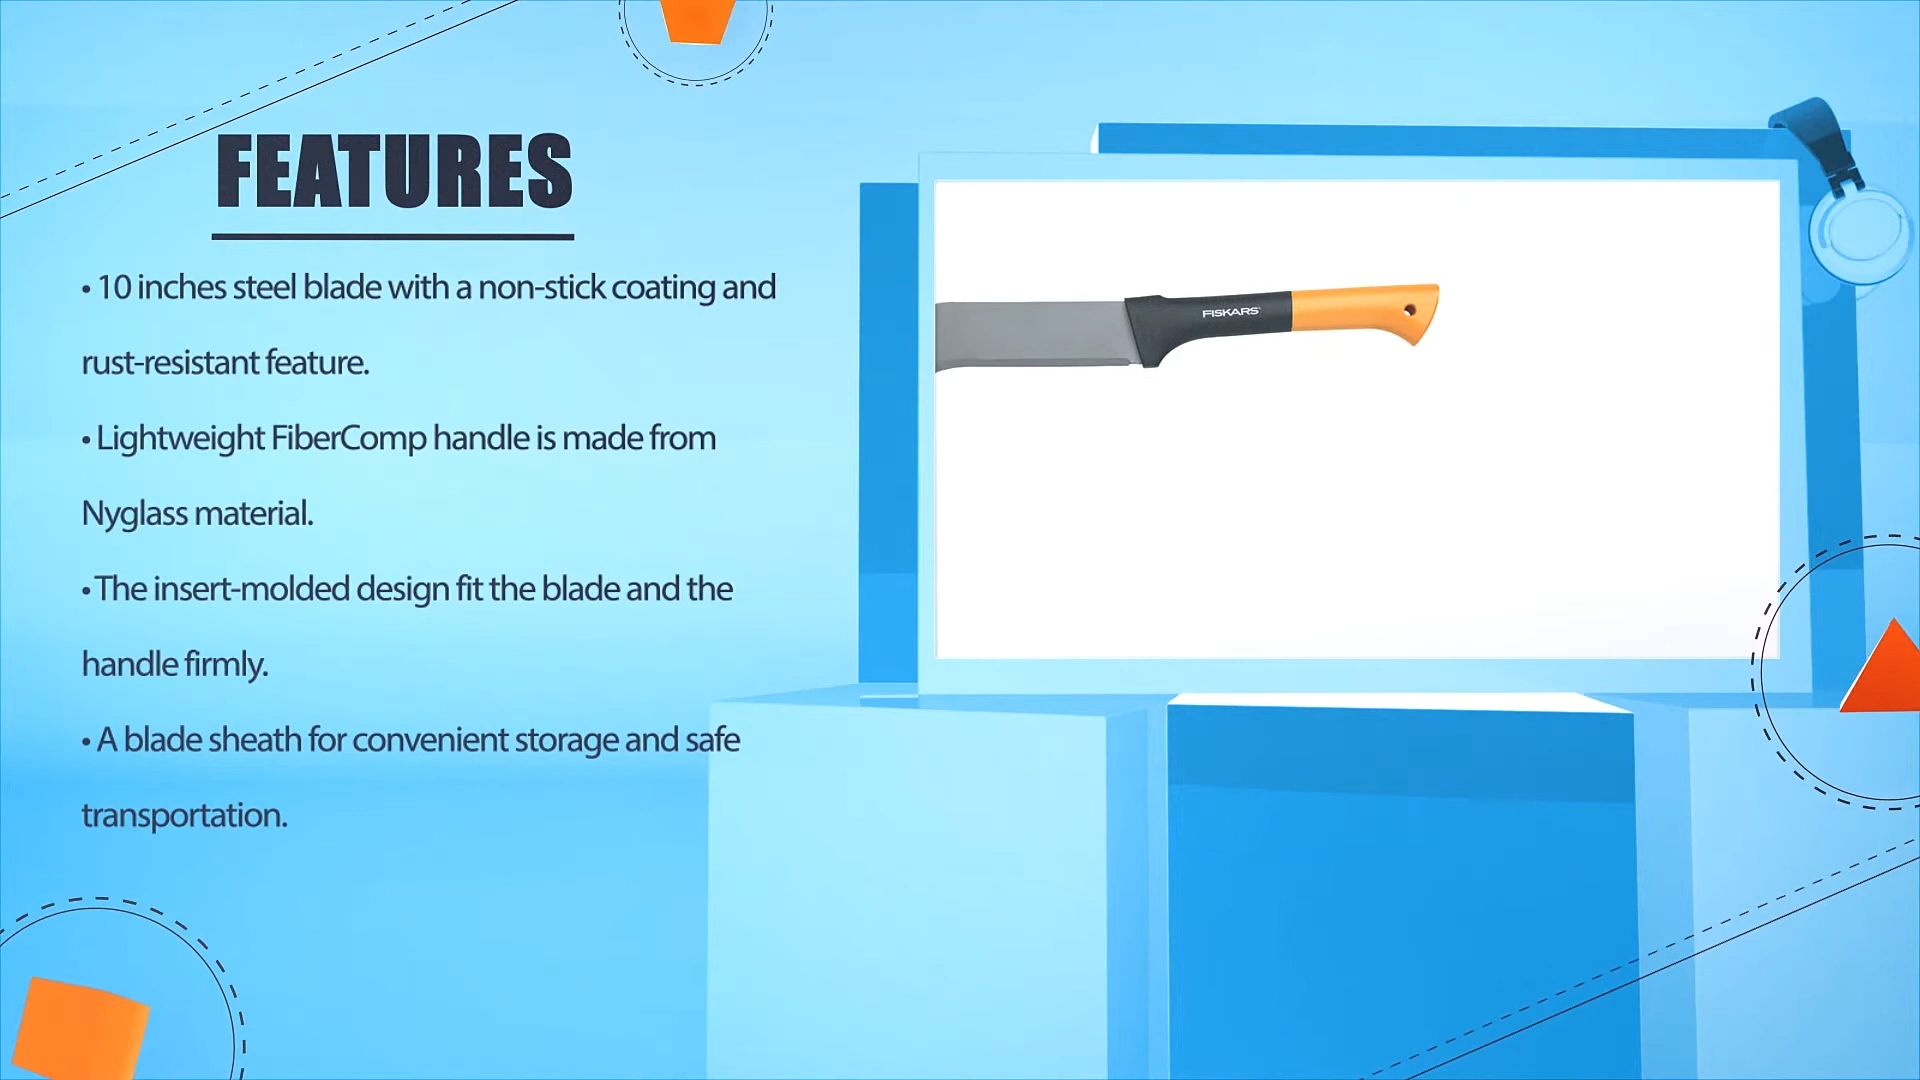 FEATURES
• 10 inches steel blade with a non-stick coating and
rust-resistant feature.
• Lightweight FiberComp handle is made from
Nyglass material.
• The insert-molded design fit the blade and the
handle firmly.
• A blade sheath for convenient storage and safe
transportation.
FISKARS